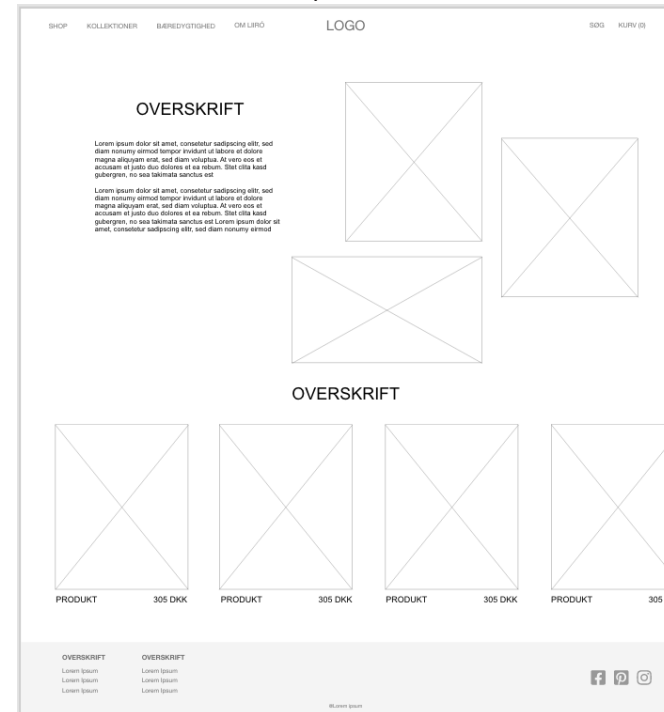 SHOP KOLLEKTIONER BÆREDYGTIGHED OM LIIRÒ LOGO SØG KURV (0)
OVERSKRIFT
Lorem ipsum dolor sit amet, consetetur sadipscing elitr, sed
diam nonumy eirmod tempor invidunt ut labore et dolore
magna aliquyam erat, sed diam voluptua. At vero eos et
accusam et justo duo dolores et ea rebum. Stet clita kasd
gubergren, no sea takimata sanctus est
Lorem ipsum dolor sit amet, consetetur sadipscing elitr, sed
diam nonumy eirmod tempor invidunt ut labore et dolore
magna aliquyam erat, sed diam voluptua. At vero eos et
accusam et justo duo dolores et ea rebum. Stet clita kasd
gubergren, no sea takimata sanctus est Lorem ipsum dolor sit
amet, consetetur sadipscing elitr, sed diam nonumy eirmod
OVERSKRIFT
PRODUKT 305 DKK PRODUKT 305 DKK PRODUKT 305 DKK PRODUKT 305
OVERSKRIFT OVERSKRIFT
Lorem Ipsum Lorem Ipsum
Lorem Ipsum Lorem Ipsum
Lorem Ipsum Lorem Ipsum
Lorem ipsum